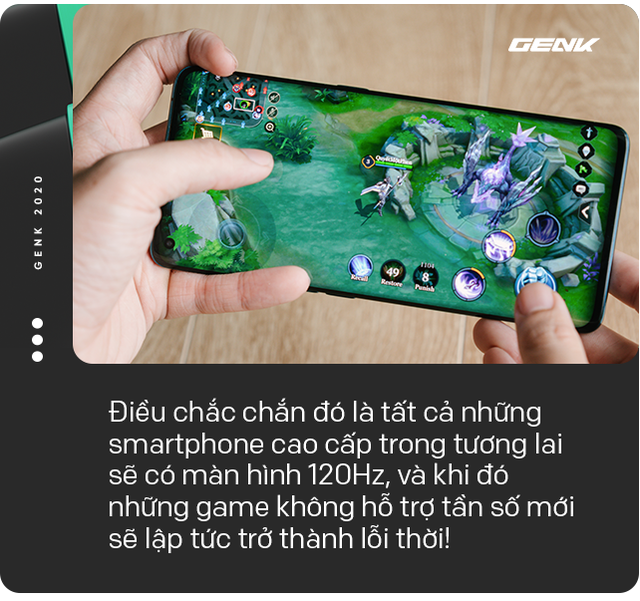 GENK
GENK 2020
Recall
49
Restore
1101
8
Punish
3
Điều chắc chắn đó là tất cả những
smartphone cao cấp trong tương lai
sẽ có màn hình 120Hz, và khi đó
những game không hỗ trợ tần số mới
sẽ lập tức trở thành lỗi thời!